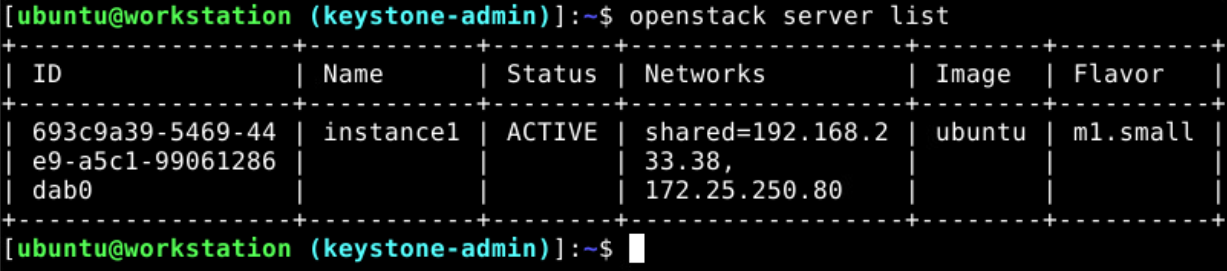 [ubuntu@workstation (keystone-admin)]:~$ openstack server list
+------------------+-----------+--------+------------------+--------+----------+
| ID               | Name      | Status | Networks         | Image  | Flavor   |
+------------------+-----------+--------+------------------+--------+----------+
| 693c9a39-5469-44 | instance1 | ACTIVE | shared=192.168.2 | ubuntu | m1.small |
| e9-a5c1-99061286 |           |        | 33.38,           |        |          |
| dab0             |           |        | 172.25.250.80    |        |          |
+------------------+-----------+--------+------------------+--------+----------+
[ubuntu@workstation (keystone-admin)]:~$